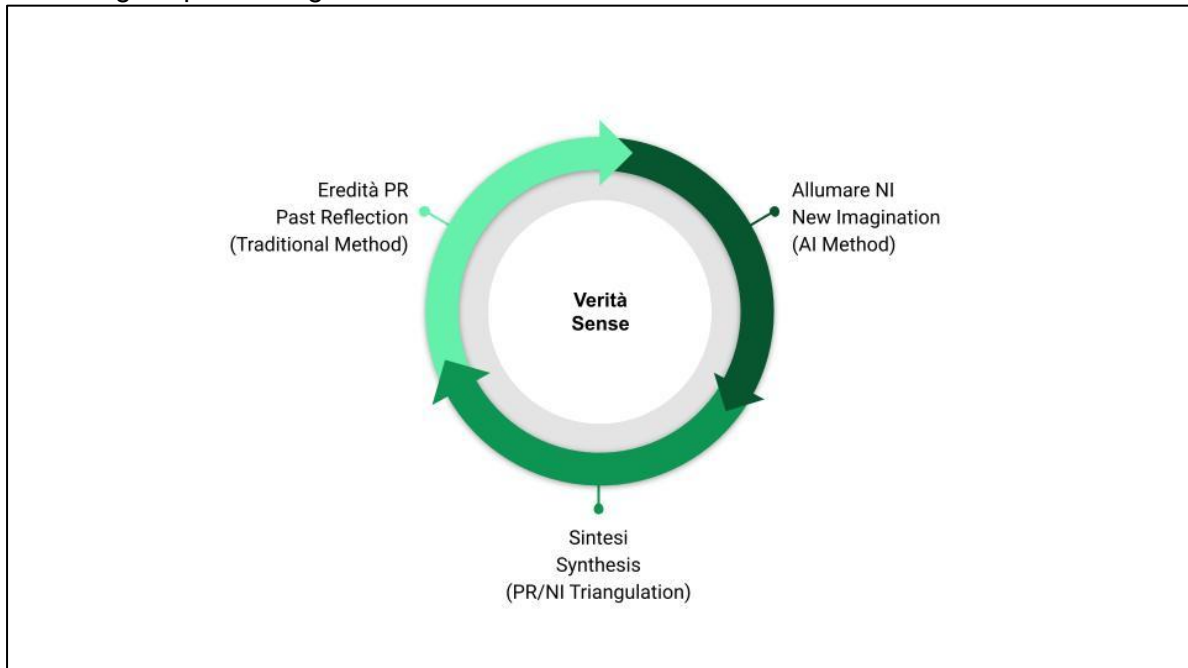 Eredità PR
Past Reflection
(Traditional Method)
Allumare NI
New Imagination
(AI Method)
Verità
Sense
Sintesi
Synthesis
(PR/NI Triangulation)